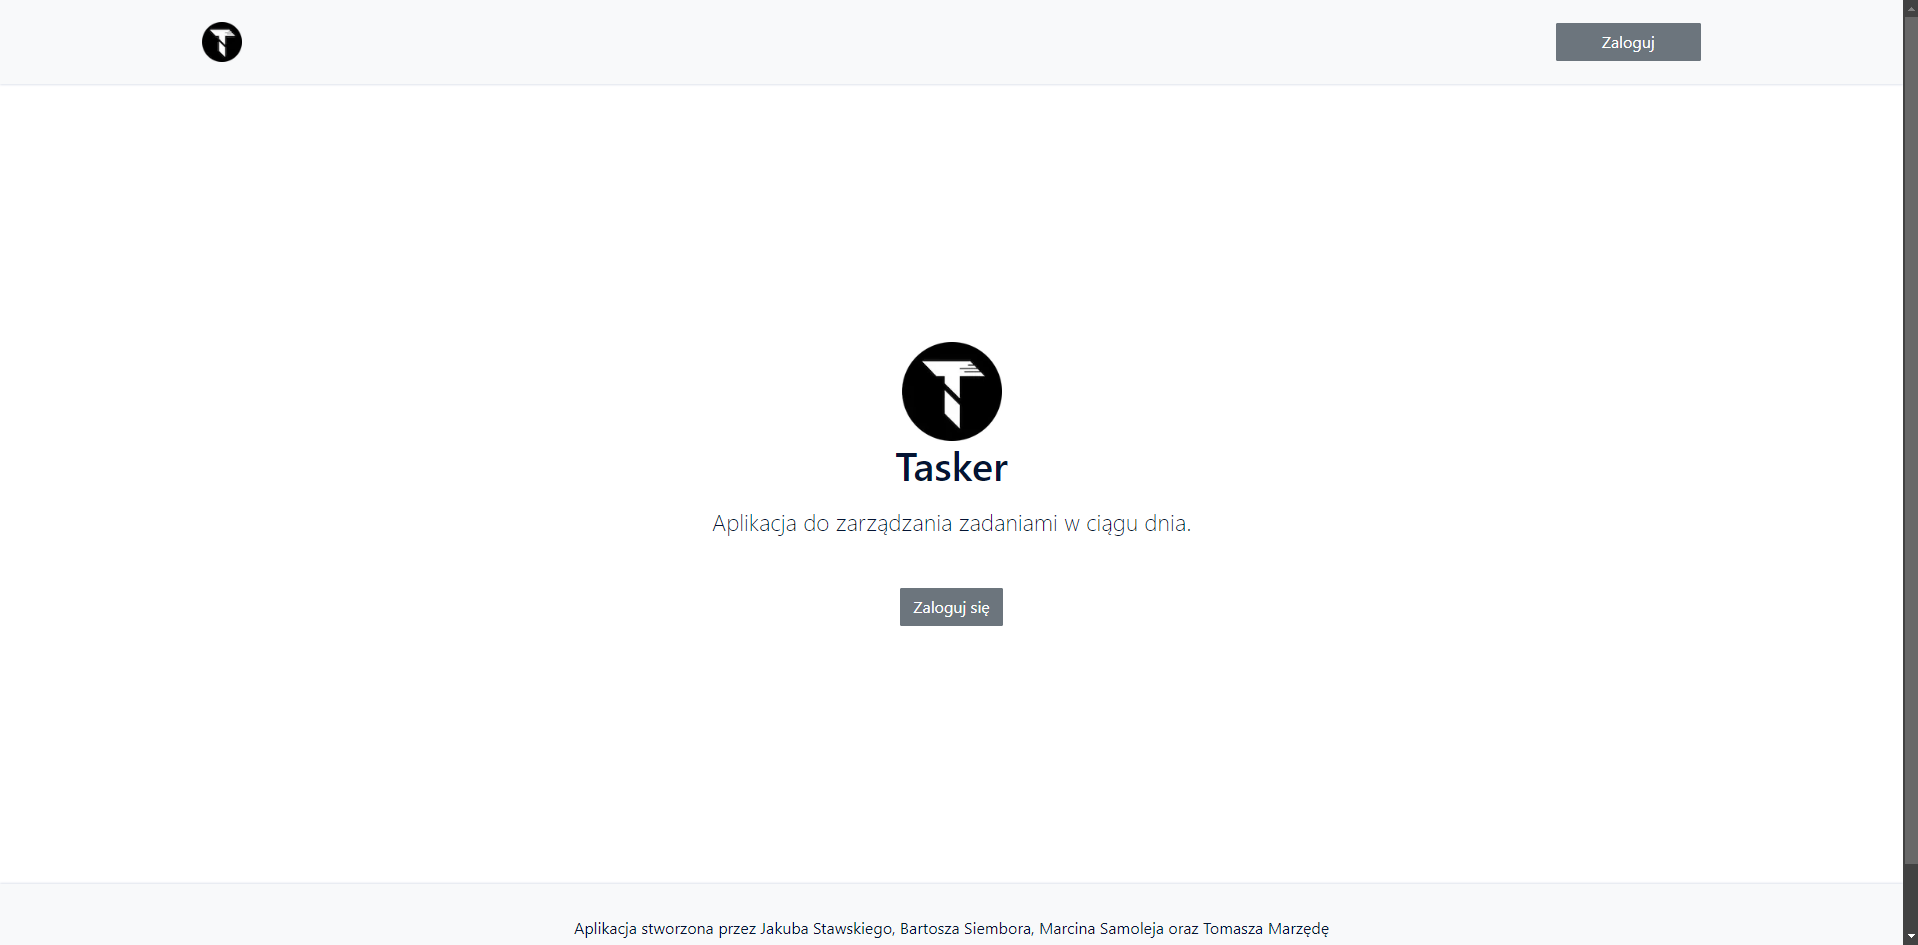 Zaloguj
Tasker
Aplikacja do zarządzania zadaniami w ciągu dnia.
Zaloguj się
Aplikacja stworzona przez Jakuba Stawskiego, Bartosza Siembora, Marcina Samoleja oraz Tomasza Marzędę